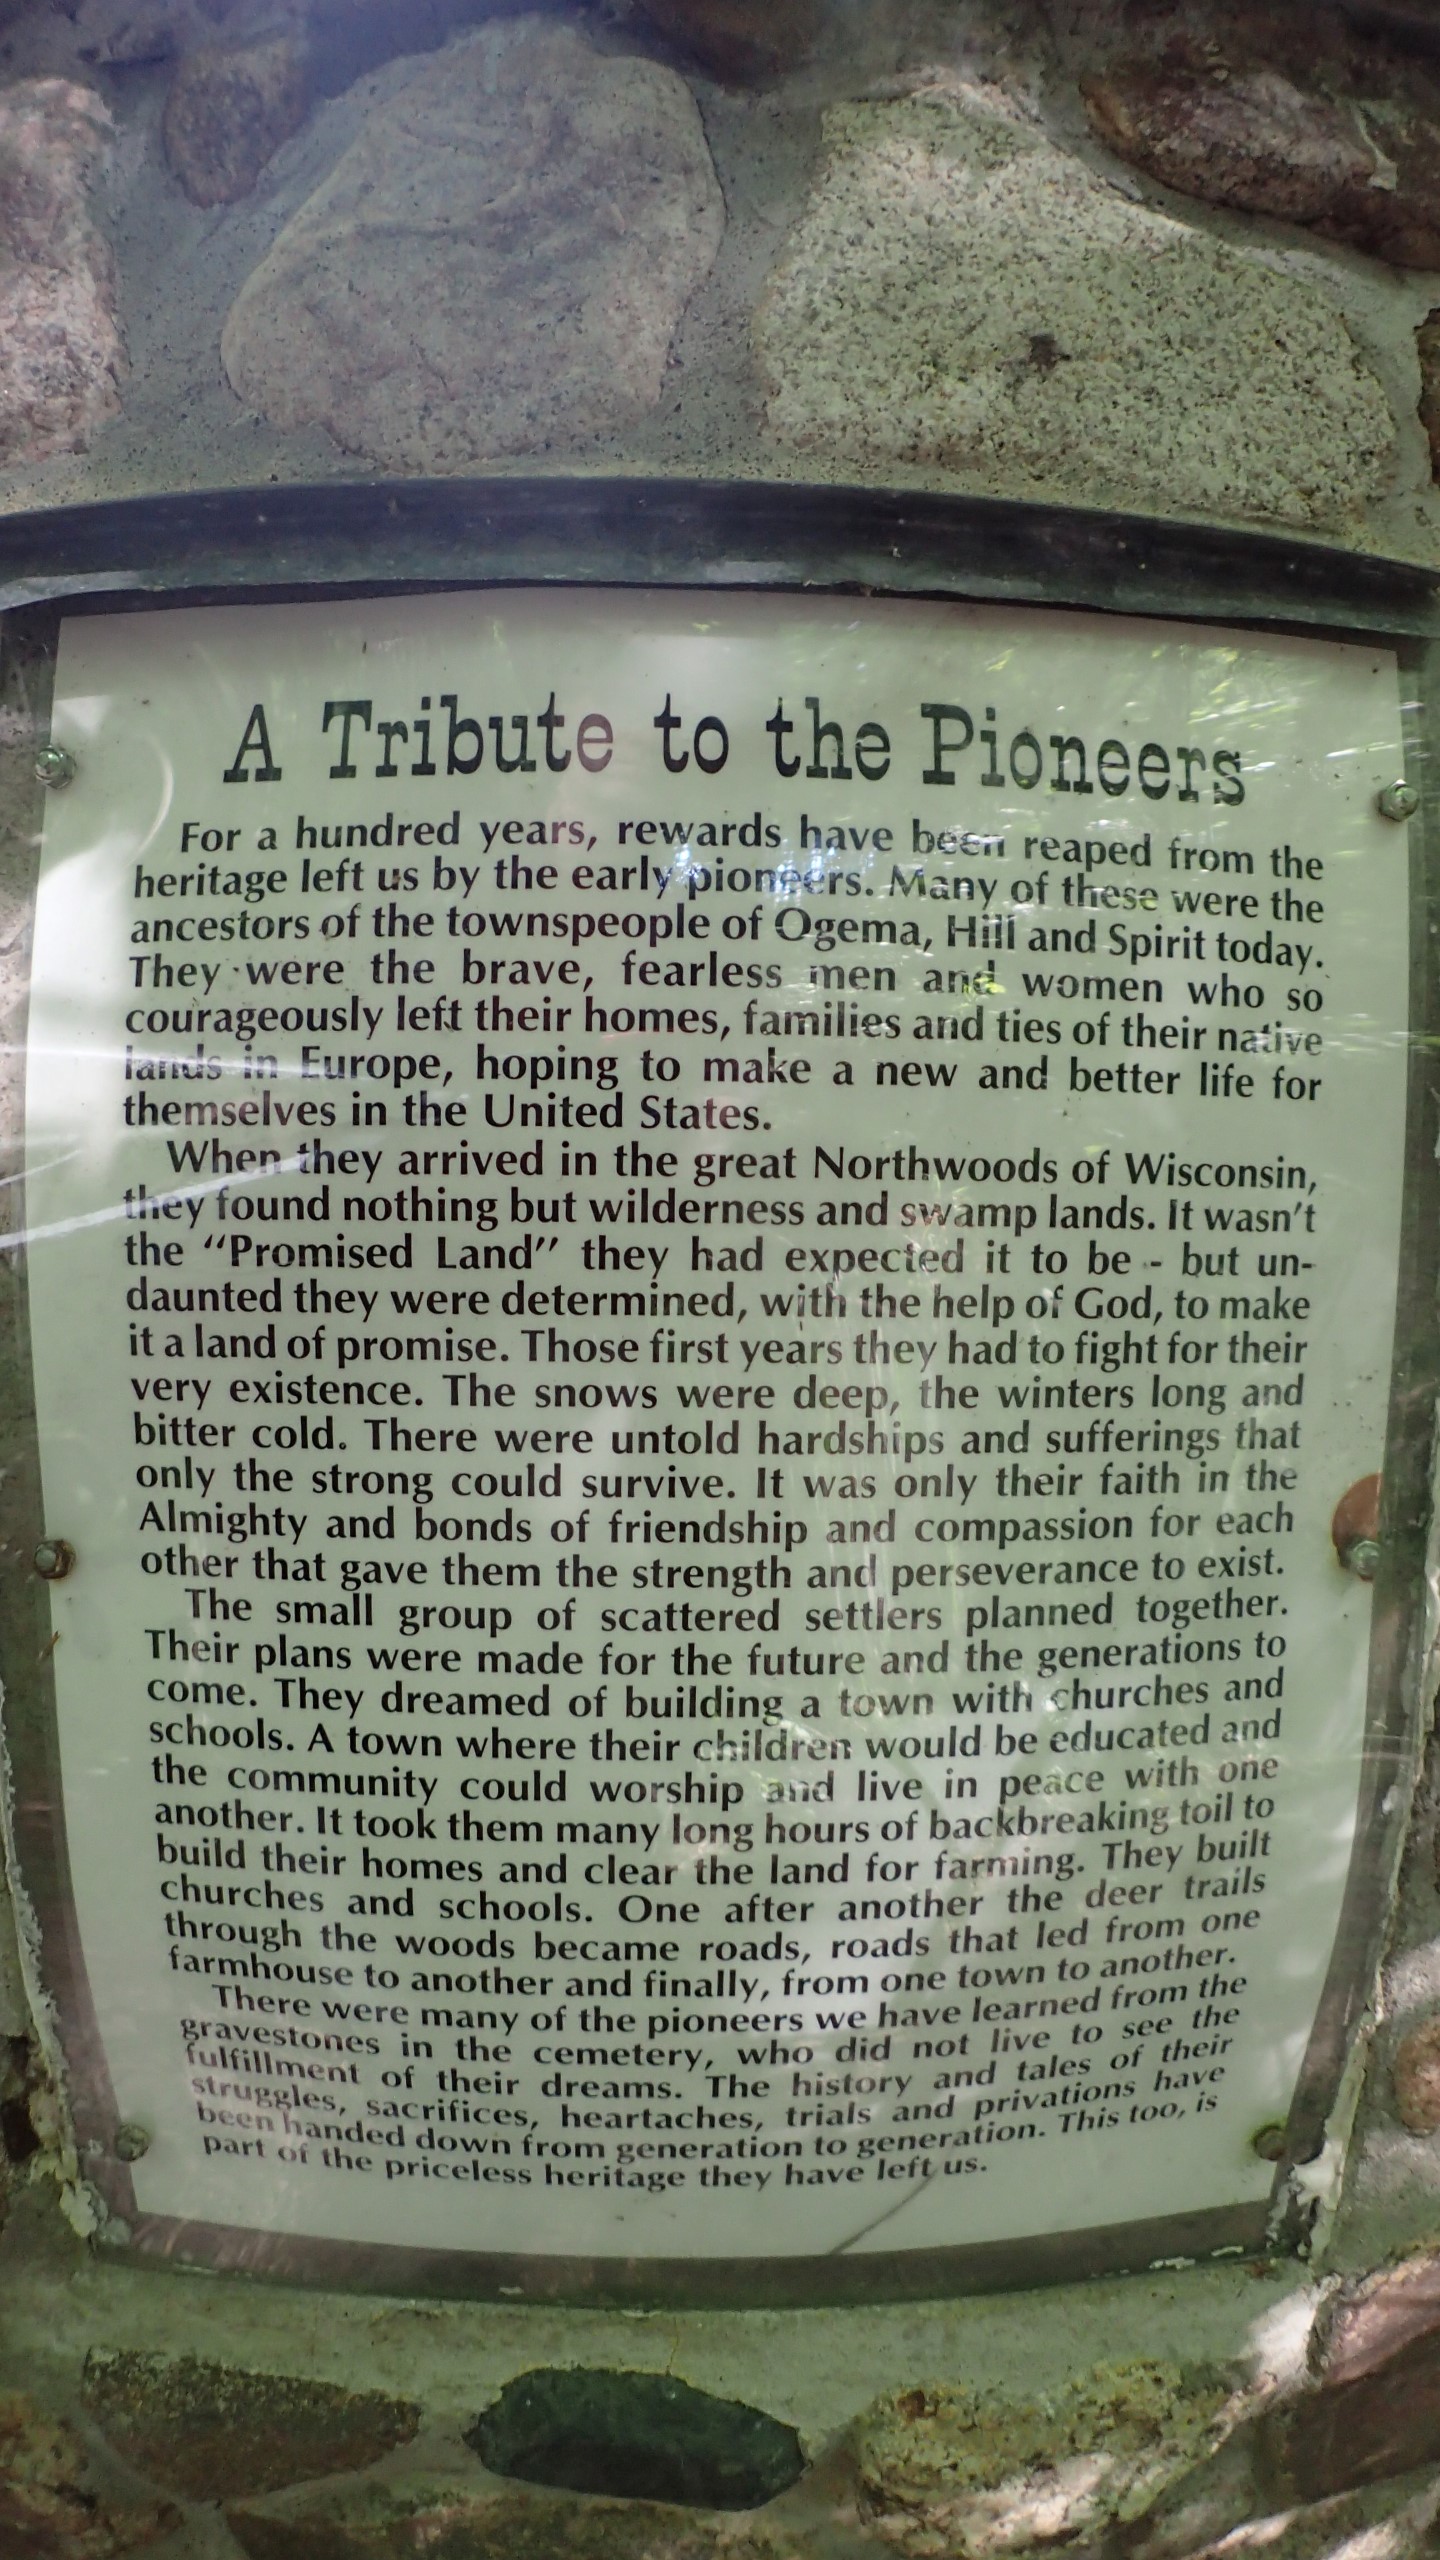 A Tribute to the Pioneers
For a hundred years, rewards have been reaped from the
heritage left us by the early pioneers. Many of these were the
ancestors of the townspeople of Ogema, Hill and Spirit today.
They were the brave, fearless men and women who so
courageously left their homes, families and ties of their native
lands in Europe, hoping to make a new and better life for
themselves in the United States.
When they arrived in the great Northwoods of Wisconsin,
they found nothing but wilderness and swamp lands. It wasn't
the "Promised Land" they had expected it to be - but un-
daunted they were determined, with the help of God, to make
it a land of promise. Those first years they had to fight for their
very existence. The snows were deep, the winters long and
bitter cold. There were untold hardships and sufferings that
only the strong could survive. It was only their faith in the
Almighty and bonds of friendship and compassion for each
other that gave them the strength and perseverance to exist.
The small group of scattered settlers planned together.
Their plans were made for the future and the generations to
come. They dreamed of building a town with churches and
schools. A town where their children would be educated and
the community could worship and live in peace with one
another. It took them many long hours of backbreaking toil to
build their homes and clear the land for farming. They built
churches and schools. One after another the deer trails
through the woods became roads, roads that led from one
farmhouse to another and finally, from one town to another.
There were many of the pioneers we have learned from the
gravestones in the cemetery, who did not live to see the
fulfillment of their dreams. The history and tales of their
struggles, sacrifices, heartaches, trials and privations have
been handed down from generation to generation. This too, is
part of the priceless heritage they have left us.